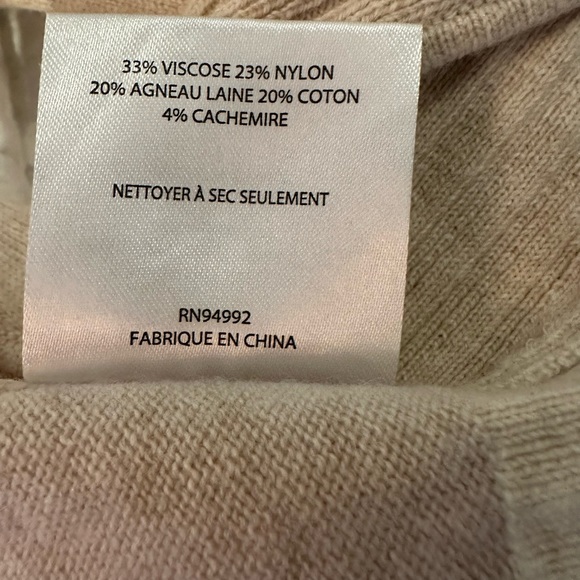 33% VISCOSE 23% NYLON
20% AGNEAU LAINE 20% COTON
4% CACHEMIRE
NETTOYER À SEC SEULEMENT
RN94992
FABRIQUE EN CHINA